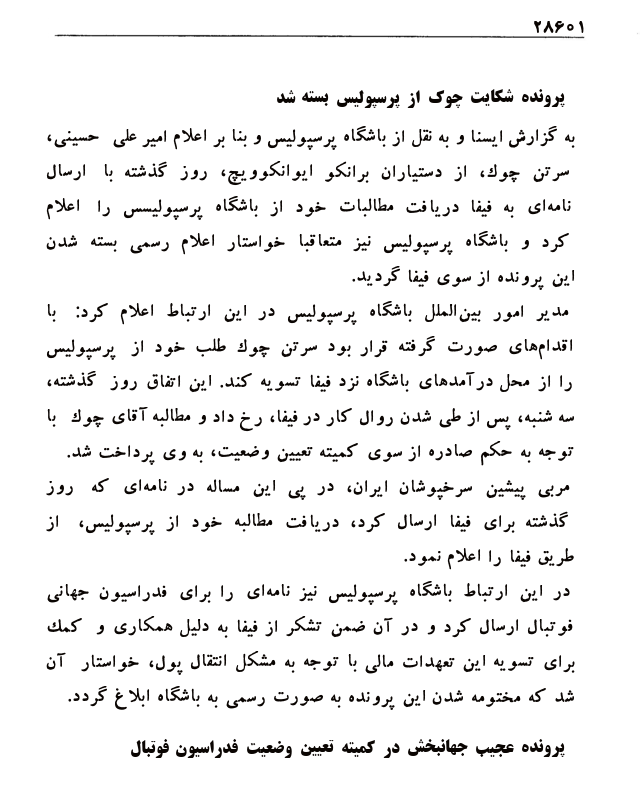 ۲۸۶۰۱
پرونده شکایت چوک از پرسپولیس بسته شد
به گزارش ایسنا و به نقل از باشگاه پرسپولیس و بنا بر اعلام امیر علی حسینی،
سرتن چوك، از دستیاران برانکو ایوانکوویچ، روز گذشته با ارسال
نامه‌ای به فیفا دریافت مطالبات خود از باشگاه پرسپولیسس را اعلام
کرد و باشگاه پرسپولیس نیز متعاقبا خواستار اعلام رسمی بسته شدن
این پرونده از سوی فیفا گردید.
مدیر امور بین‌الملل باشگاه پرسپولیس در این ارتباط اعلام کرد: با
اقدام‌های صورت گرفته قرار بود سرتن چوك طلب خود از پرسپولیس
را از محل درآمدهای باشگاه نزد فیفا تسویه کند. این اتفاق روز گذشته،
سه شنبه، پس از طی شدن روال کار در فیفا، رخ داد و مطالبه آقای چوك با
توجه به حکم صادره از سوی کمیته تعیین وضعیت، به وی پرداخت شد.
مربی پیشین سرخپوشان ایران، در پی این مساله در نامه‌ای که روز
گذشته برای فیفا ارسال کرد، دریافت مطالبه خود از پرسپولیس، از
طریق فیفا را اعلام نمود.
در این ارتباط باشگاه پرسپولیس نیز نامه‌ای را برای فدراسیون جهانی
فوتبال ارسال کرد و در آن ضمن تشکر از فیفا به دلیل همکاری و کمك
برای تسویه این تعهدات مالی با توجه به مشکل انتقال پول، خواستار آن
شد که مختومه شدن این پرونده به صورت رسمی به باشگاه ابلاغ گردد.
پرونده عجیب جهانبخش در کمیته تعیین وضعیت فدراسیون فوتبال